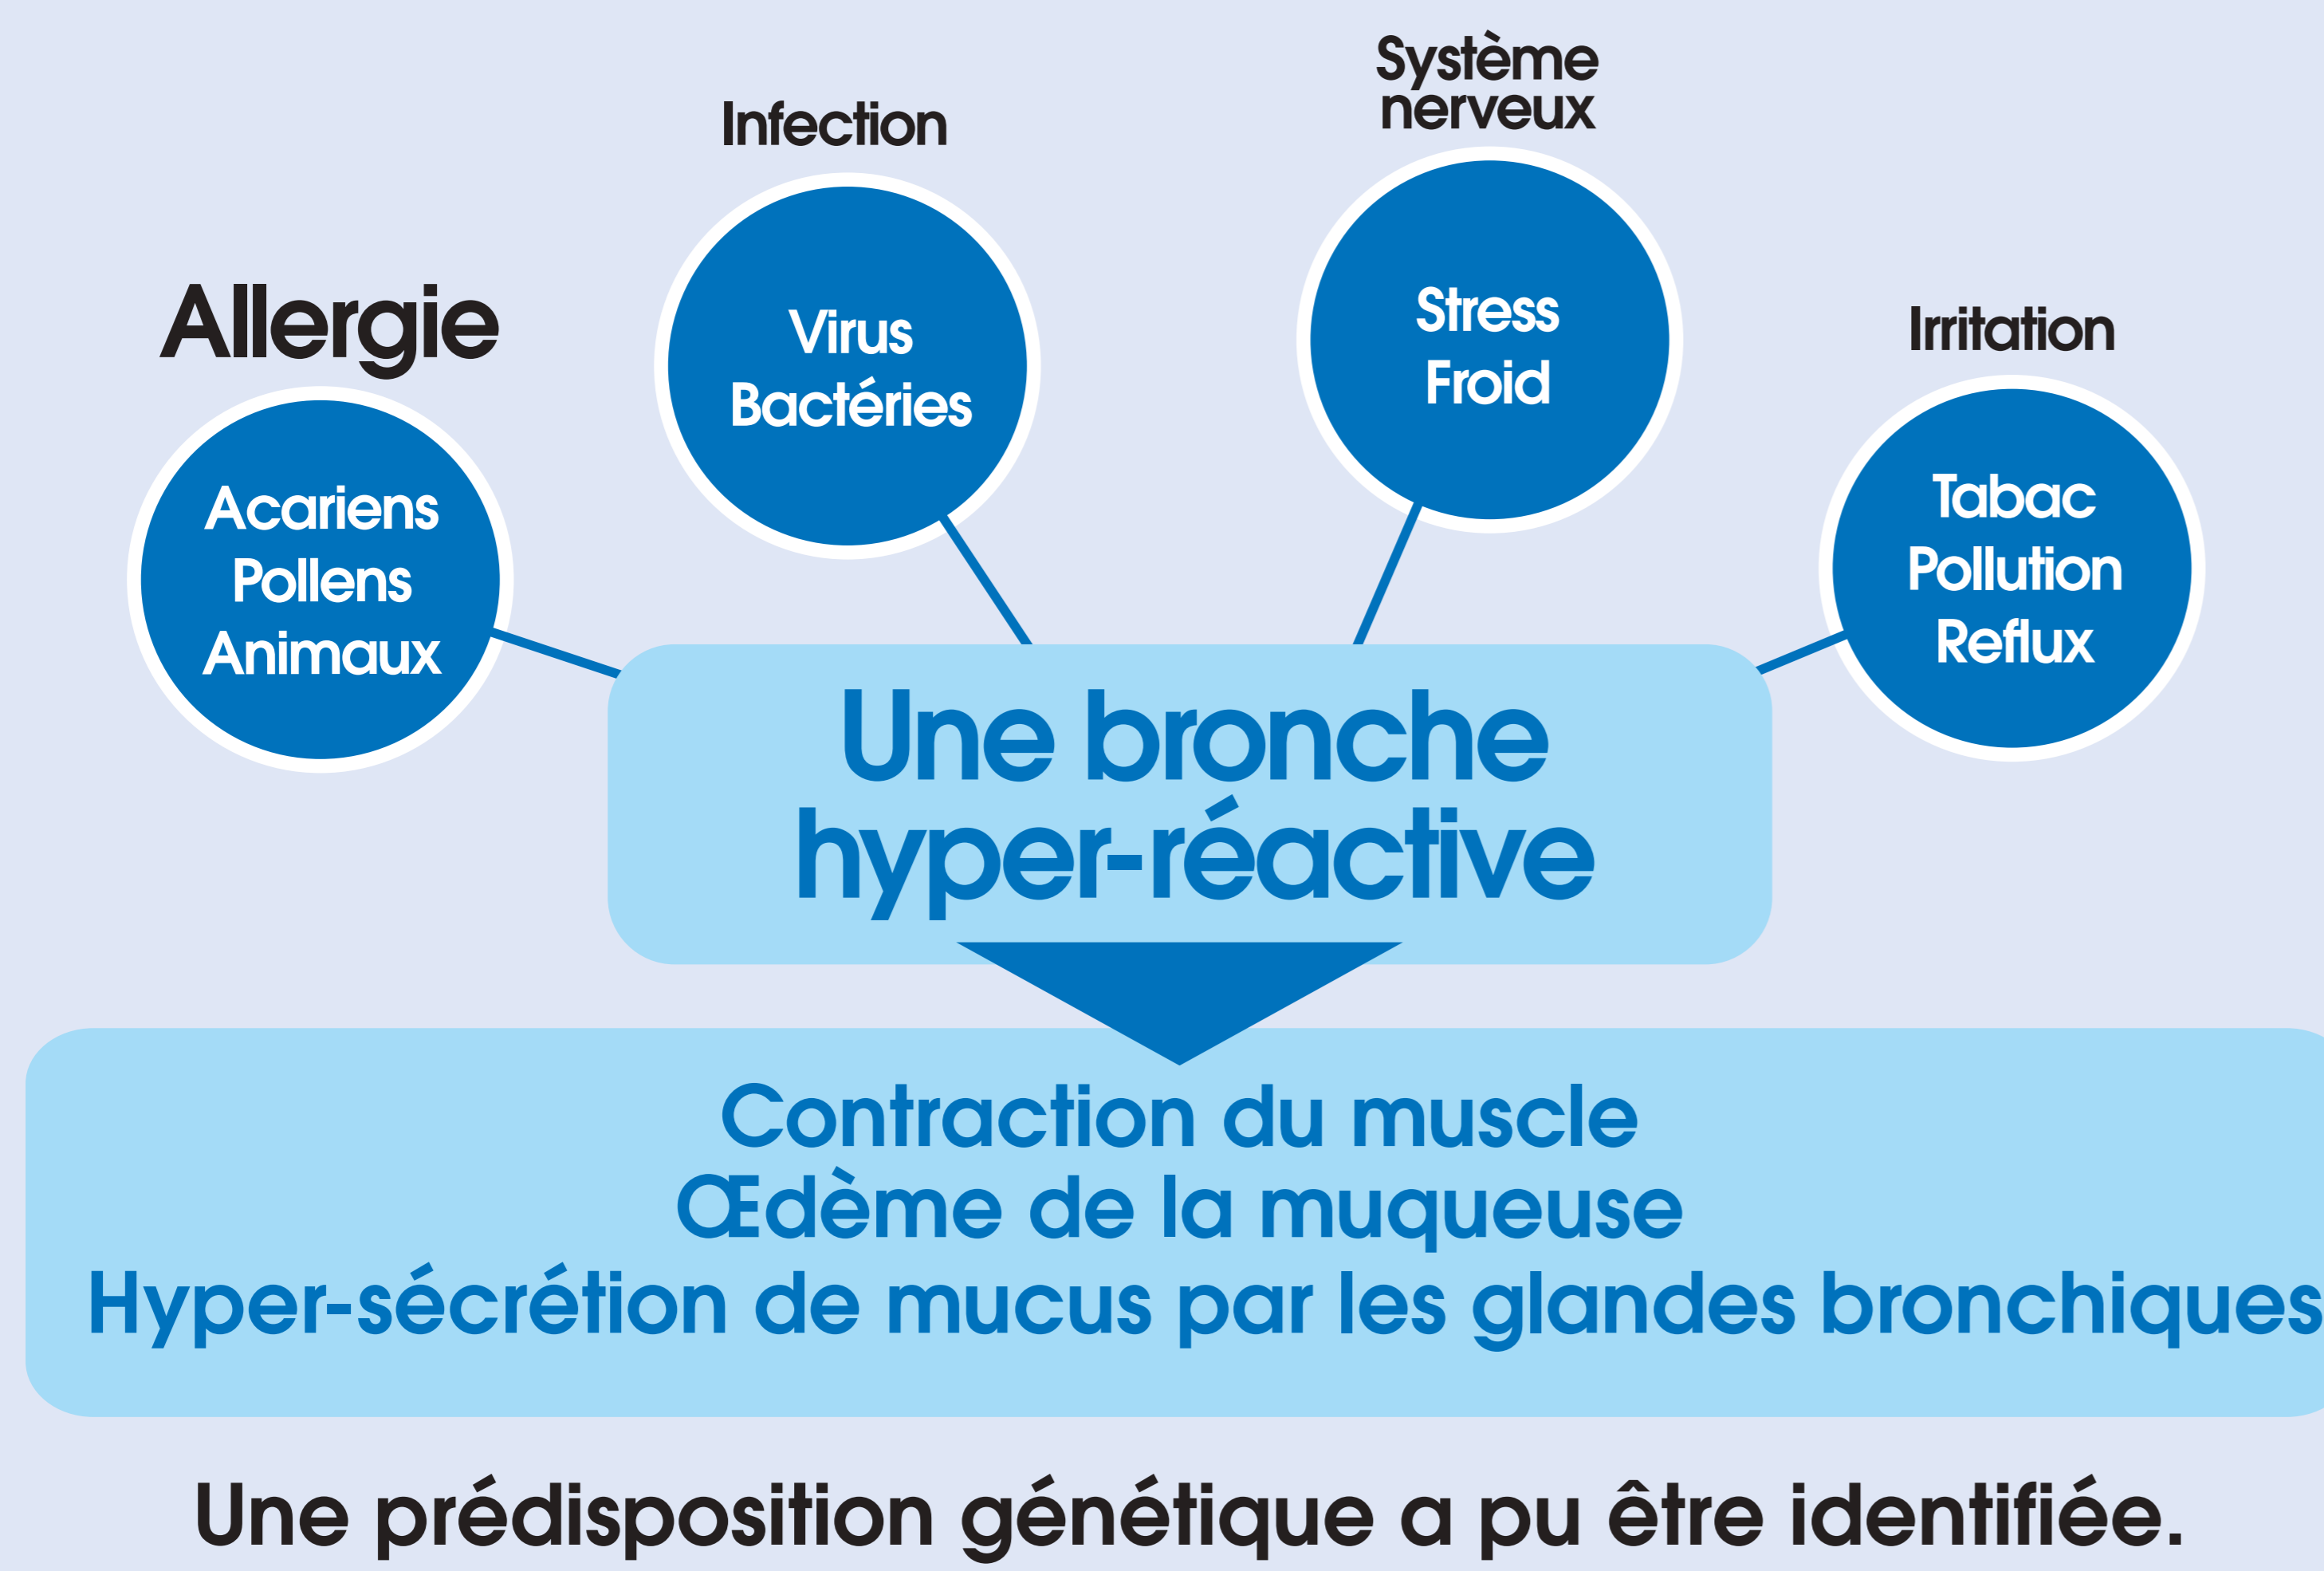 Allergie
Acariens
Pollens
Animaux
Infection
Virus
Bactéries
Système
nerveux
Stress
Froid
Irritation
Tabac
Pollution
Reflux
Une bronche
hyper-réactive
Contraction du muscle
Œdème de la muqueuse
Hyper-sécrétion de mucus par les glandes bronchiques
Une prédisposition génétique a pu être identifiée.